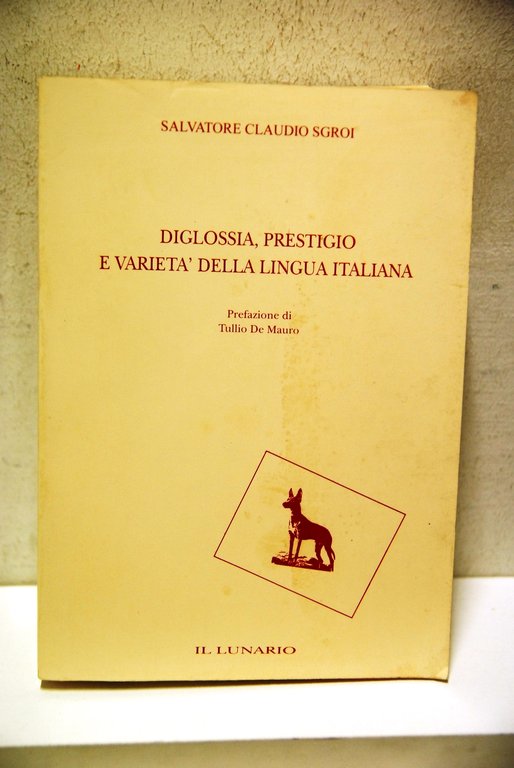 SALVATORE CLAUDIO SGROI
DIGLOSSIA, PRESTIGIO
E VARIETA' DELLA LINGUA ITALIANA
Prefazione di
Tullio De Mauro
IL LUNARIO